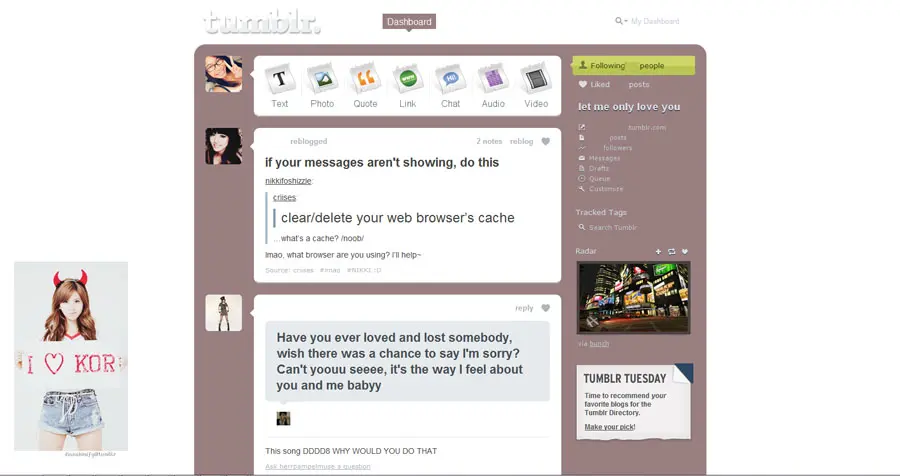 tumblr.
Dashboard
My Dashboard
Text
Photo
Quote
Link
Chat
Audio
Video
reblogged
2 notes
reblog
if your messages aren't showing, do this
nikkifoshizzle:
criises:
clear/delete your web browser's cache
...what's a cache? /noob/
lmao, what browser are you using? I'll help~
Source: criises #lmao
reply
Have you ever loved and lost somebody,
wish there was a chance to say I'm sorry?
Can't yoouu seeee, it's the way I feel about
you and me babyy
This song DDDD8 WHY WOULD YOU DO THAT
a question
Following people
Liked posts
let me only love you
tumblr.com
posts
followers
Messages
Drafts
Queue
Customize
Tracked Tags
Search Tumblr
Radar
via bunch
TUMBLR TUESDAY
Time to recommend your
favorite blogs for the
Tumblr Directory.
Make your pick!
I ♡ KOR